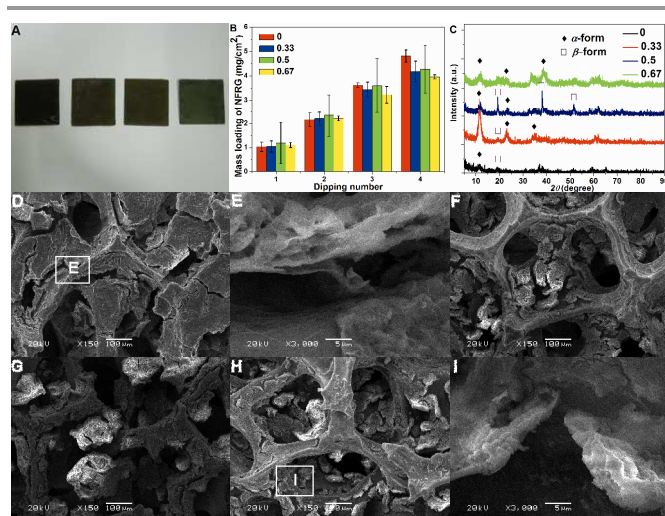 A
B
0
0.33
0.5
0.67
Mass loading of NFRG (mg/cm²)
6
5
4
3
2
1
0
1 2 3 4
Dipping number
C
α-form
β-form
0
0.33
0.5
0.67
Intensity (a.u.)
10 20 30 40 50 60 70 80 90
2θ(degree)
D
E
20kV X150 100μm
E
20kV X3,000 5μm
F
20kV X150 100μm
G
20kV X150 100μm
H
I
20kV X150 100μm
I
20kV X3,000 5μm